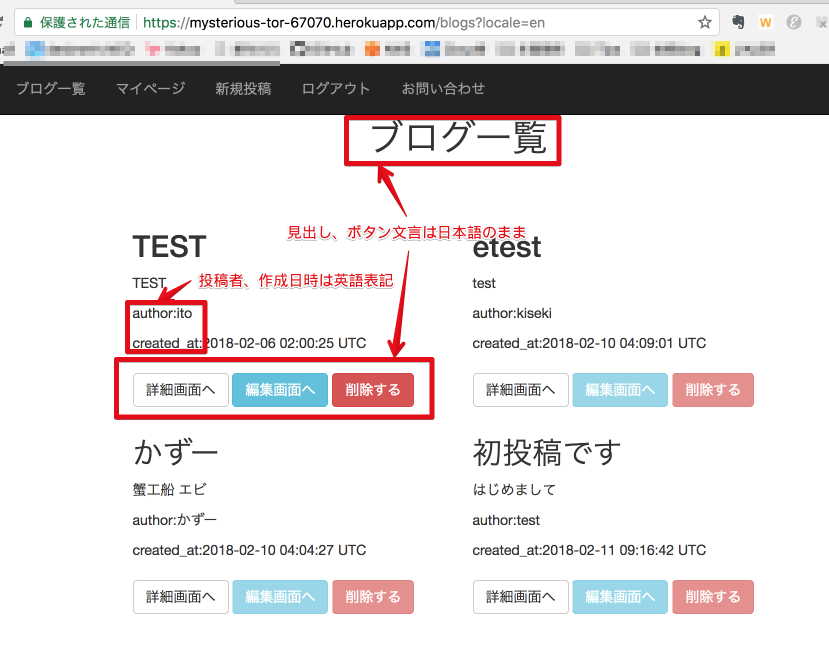 保護された通信 https://mysterious-tor-67070.herokuapp.com/blogs?locale=en
ブログ一覧 マイページ 新規投稿 ログアウト お問い合わせ
ブログ一覧
見出し、ボタン文言は日本語のまま
TEST
TEST
投稿者、作成日時は英語表記
author:ito
created_at:2018-02-06 02:00:25 UTC
詳細画面へ 編集画面へ 削除する
etest
test
author:kiseki
created_at:2018-02-10 04:09:01 UTC
詳細画面へ 編集画面へ 削除する
かずー
蟹工船 エビ
author:かずー
created_at:2018-02-10 04:04:27 UTC
詳細画面へ 編集画面へ 削除する
初投稿です
はじめまして
author:test
created_at:2018-02-11 09:16:42 UTC
詳細画面へ 編集画面へ 削除する